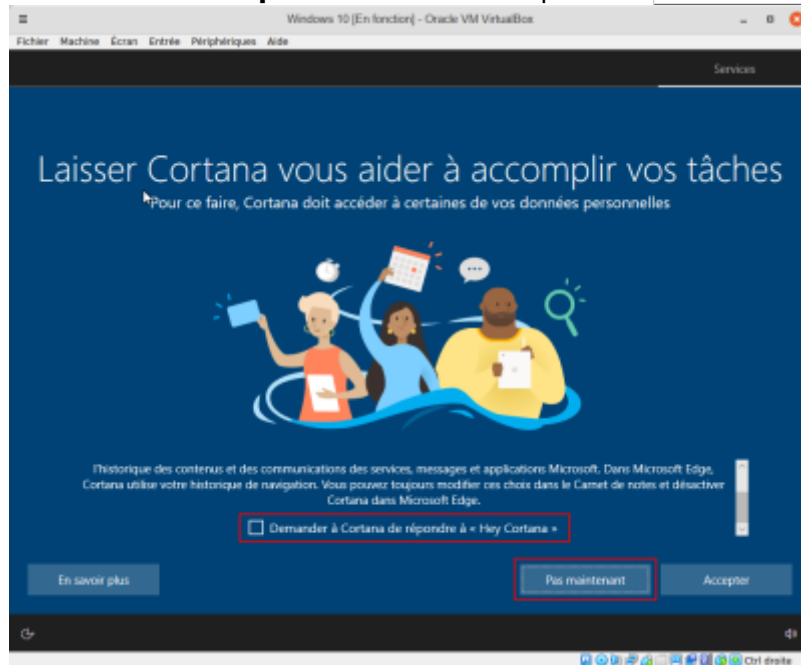 Windows 10 [En fonction] - Oracle VM VirtualBox
Fichier Machine Écran Entrée Périphériques Aide
Services
Laisser Cortana vous aider à accomplir vos tâches
Pour ce faire, Cortana doit accéder à certaines de vos données personnelles
l'historique des contenus et des communications des services, messages et applications Microsoft. Dans Microsoft Edge,
Cortana utilise votre historique de navigation. Vous pouvez toujours modifier ces choix dans le Carnet de notes et désactiver
Cortana dans Microsoft Edge.
Demander à Cortana de répondre à « Hey Cortana »
En savoir plus
Pas maintenant
Accepter
Ctrl droite